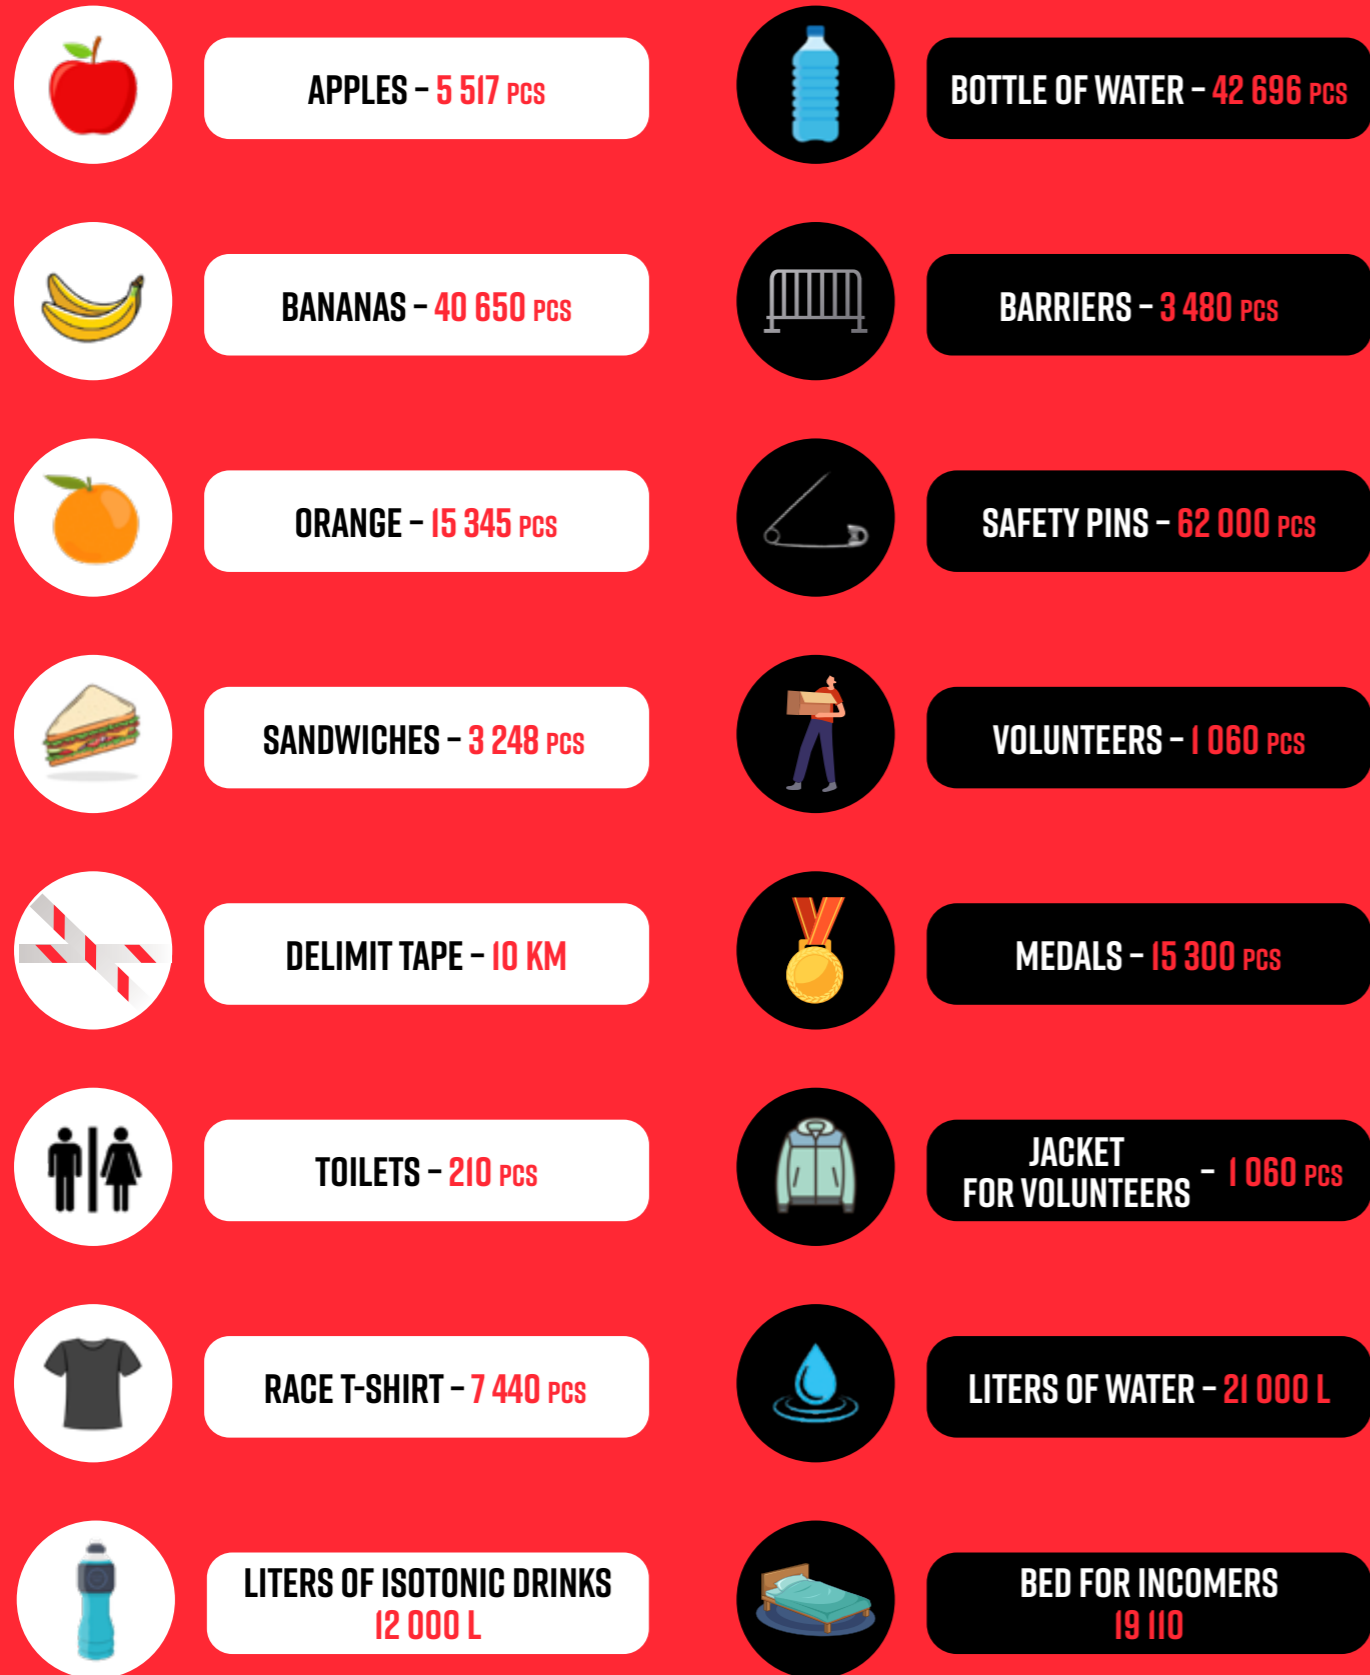 APPLES – 5 517 PCS
BOTTLE OF WATER – 42 696 PCS
BANANAS – 40 650 PCS
BARRIERS – 3 480 PCS
ORANGE – 15 345 PCS
SAFETY PINS – 62 000 PCS
SANDWICHES – 3 248 PCS
VOLUNTEERS – 1 060 PCS
DELIMIT TAPE – 10 KM
MEDALS – 15 300 PCS
TOILETS – 210 PCS
JACKET
FOR VOLUNTEERS – 1 060 PCS
RACE T-SHIRT – 7 440 PCS
LITERS OF WATER – 21 000 L
LITERS OF ISOTONIC DRINKS
12 000 L
BED FOR INCOMERS
19 110